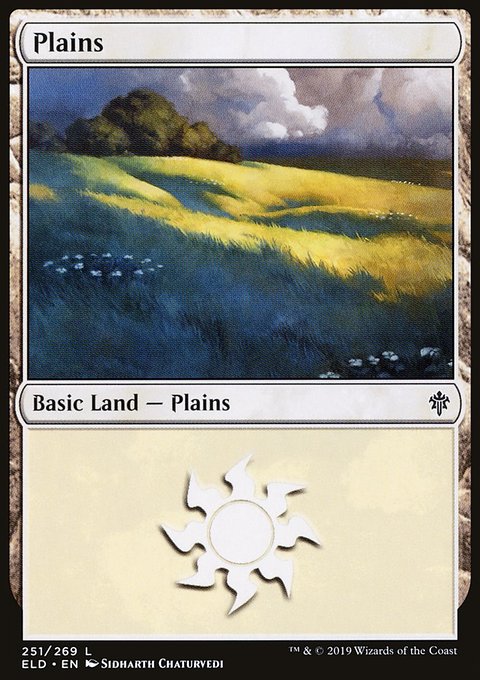 Plains
Basic Land — Plains
251/269 L
ELD • EN Sidharth Chaturvedi
™ & © 2019 Wizards of the Coast